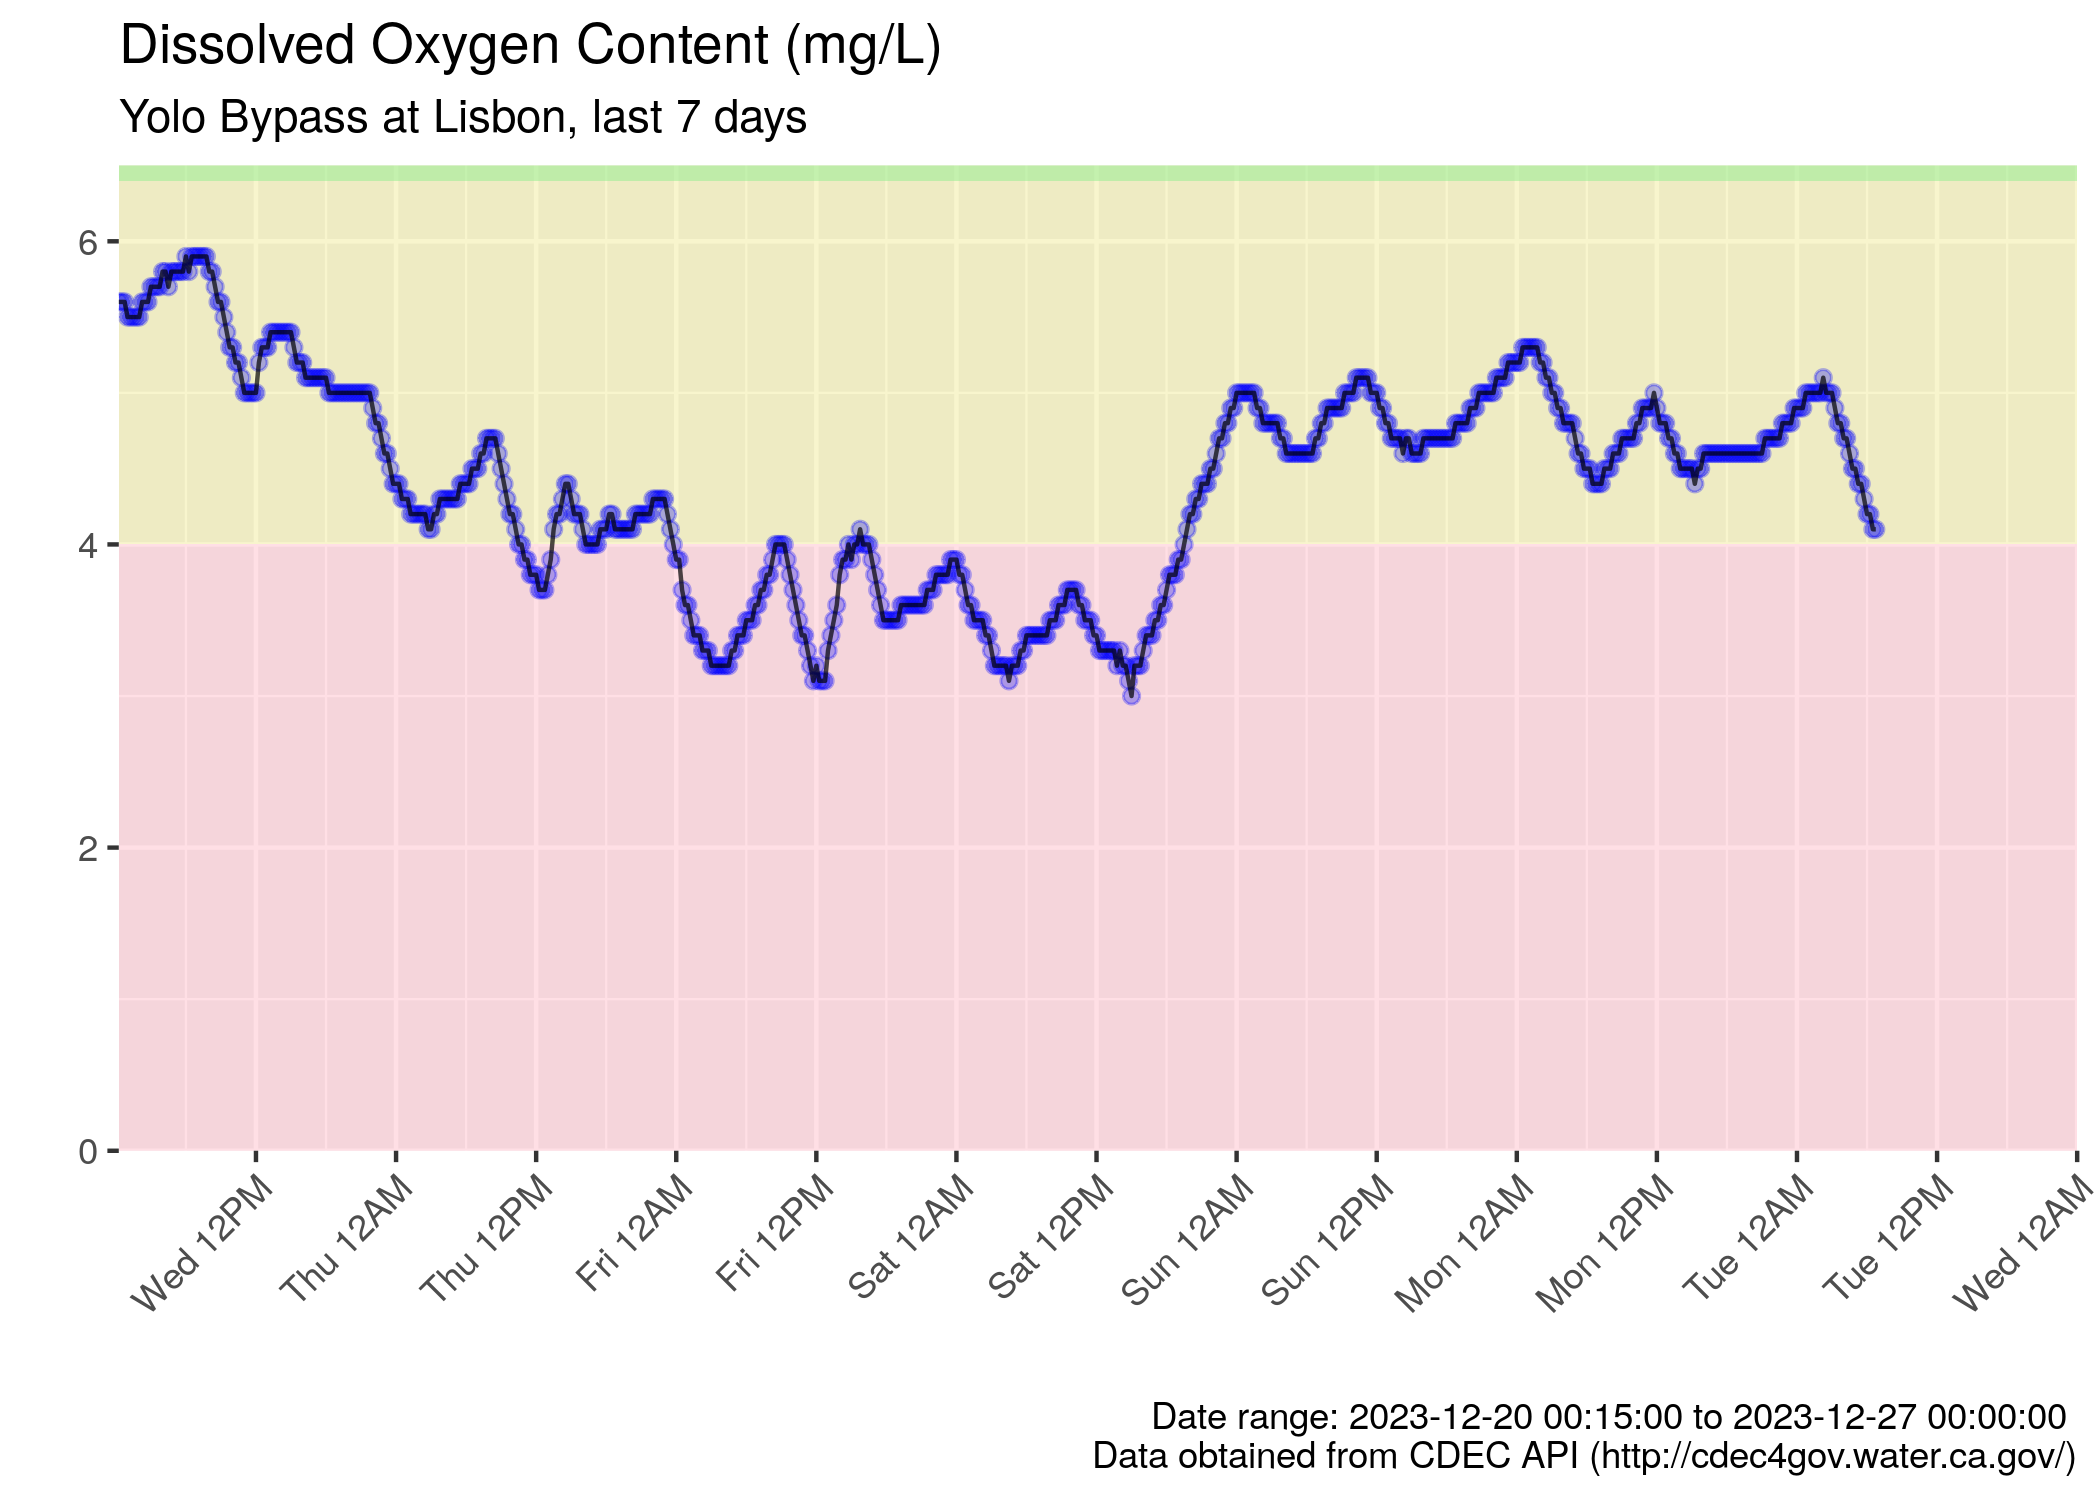 Dissolved Oxygen Content (mg/L)
Yolo Bypass at Lisbon, last 7 days
6
4
2
0
Wed 12PM
Thu 12AM
Thu 12PM
Fri 12AM
Fri 12PM
Sat 12AM
Sat 12PM
Sun 12AM
Sun 12PM
Mon 12AM
Mon 12PM
Tue 12AM
Tue 12PM
Wed 12AM
Date range: 2023-12-20 00:15:00 to 2023-12-27 00:00:00
Data obtained from CDEC API (http://cdec4gov.water.ca.gov/)